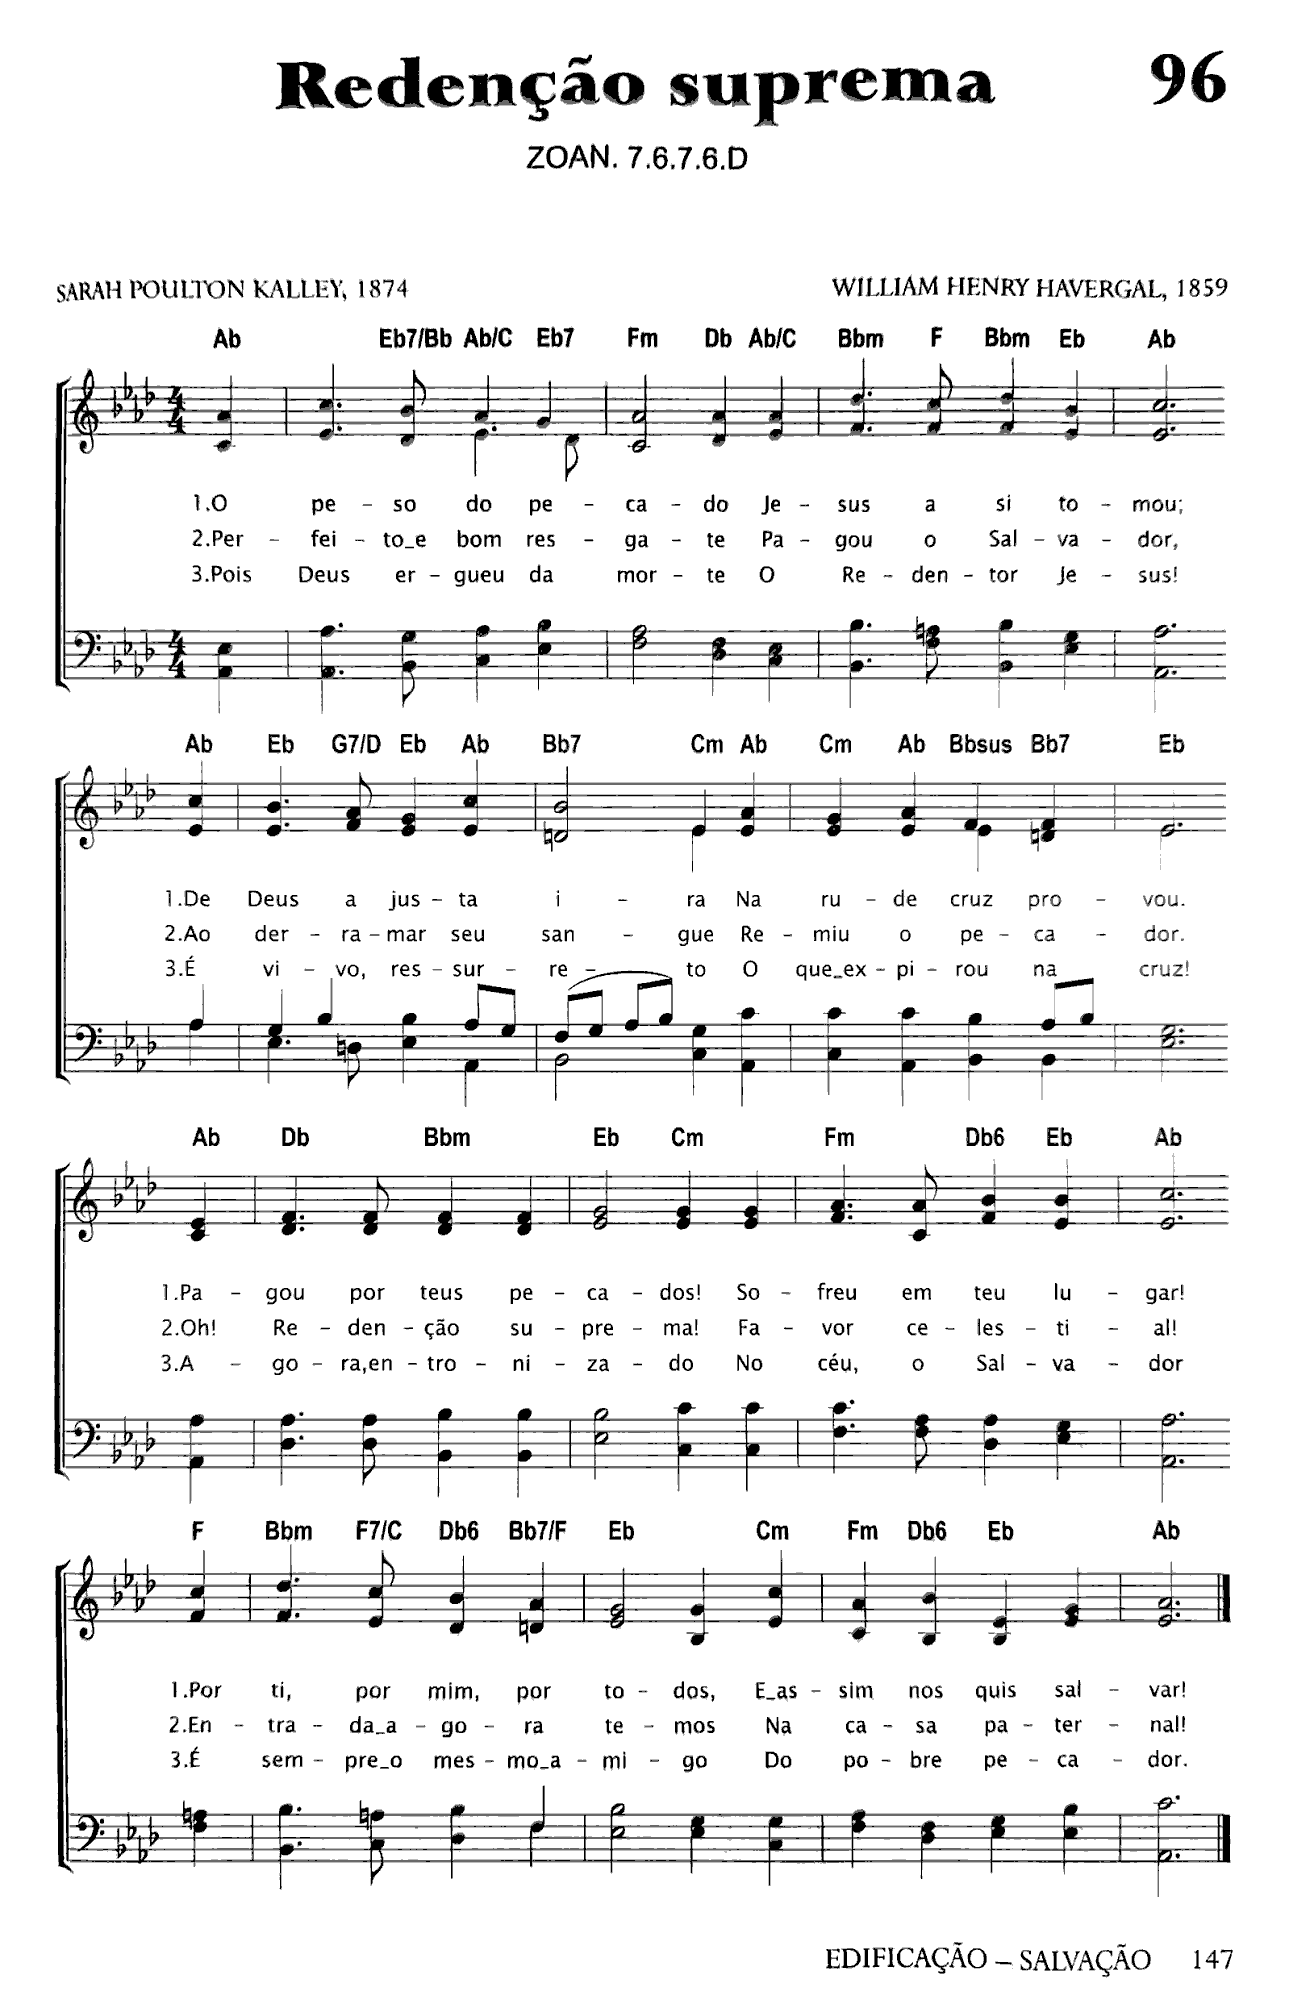 Redenção suprema 96
ZOAN. 7.6.7.6.D
SARAH POULTON KALLEY, 1874 WILLIAM HENRY HAVERGAL, 1859
Ab Eb7/Bb Ab/C Eb7 Fm Db Ab/C Bbm F Bbm Eb Ab
4 4
1.O pe - so do pe - ca - do Je - sus a si to - mou;
2.Per - fei - to_e bom res - ga - te Pa - gou o Sal - va - dor,
3.Pois Deus er - gueu da mor - te O Re - den - tor Je - sus!
4 4
Ab Eb G7/D Eb Ab Bb7 Cm Ab Cm Ab Bbsus Bb7 Eb
1.De Deus a jus - ta i - ra Na ru - de cruz pro - vou.
2.Ao der - ra - mar seu san - gue Re - miu o pe - ca - dor.
3.É vi - vo, res - sur - re - to O que_ex - pi - rou na cruz!
Ab Db Bbm Eb Cm Fm Db6 Eb Ab
1.Pa - gou por teus pe - ca - dos! So - freu em teu lu - gar!
2.Oh! Re - den - ção su - pre - ma! Fa - vor ce - les - ti - al!
3.A - go - ra,en - tro - ni - za - do No céu, o Sal - va - dor
F Bbm F7/C Db6 Bb7/F Eb Cm Fm Db6 Eb Ab
1.Por ti, por mim, por to - dos, E_as - sim nos quis sal - var!
2.En - tra - da_a - go - ra te - mos Na ca - sa pa - ter - nal!
3.É sem - pre_o mes - mo_a - mi - go Do po - bre pe - ca - dor.
EDIFICAÇÃO – SALVAÇÃO 147